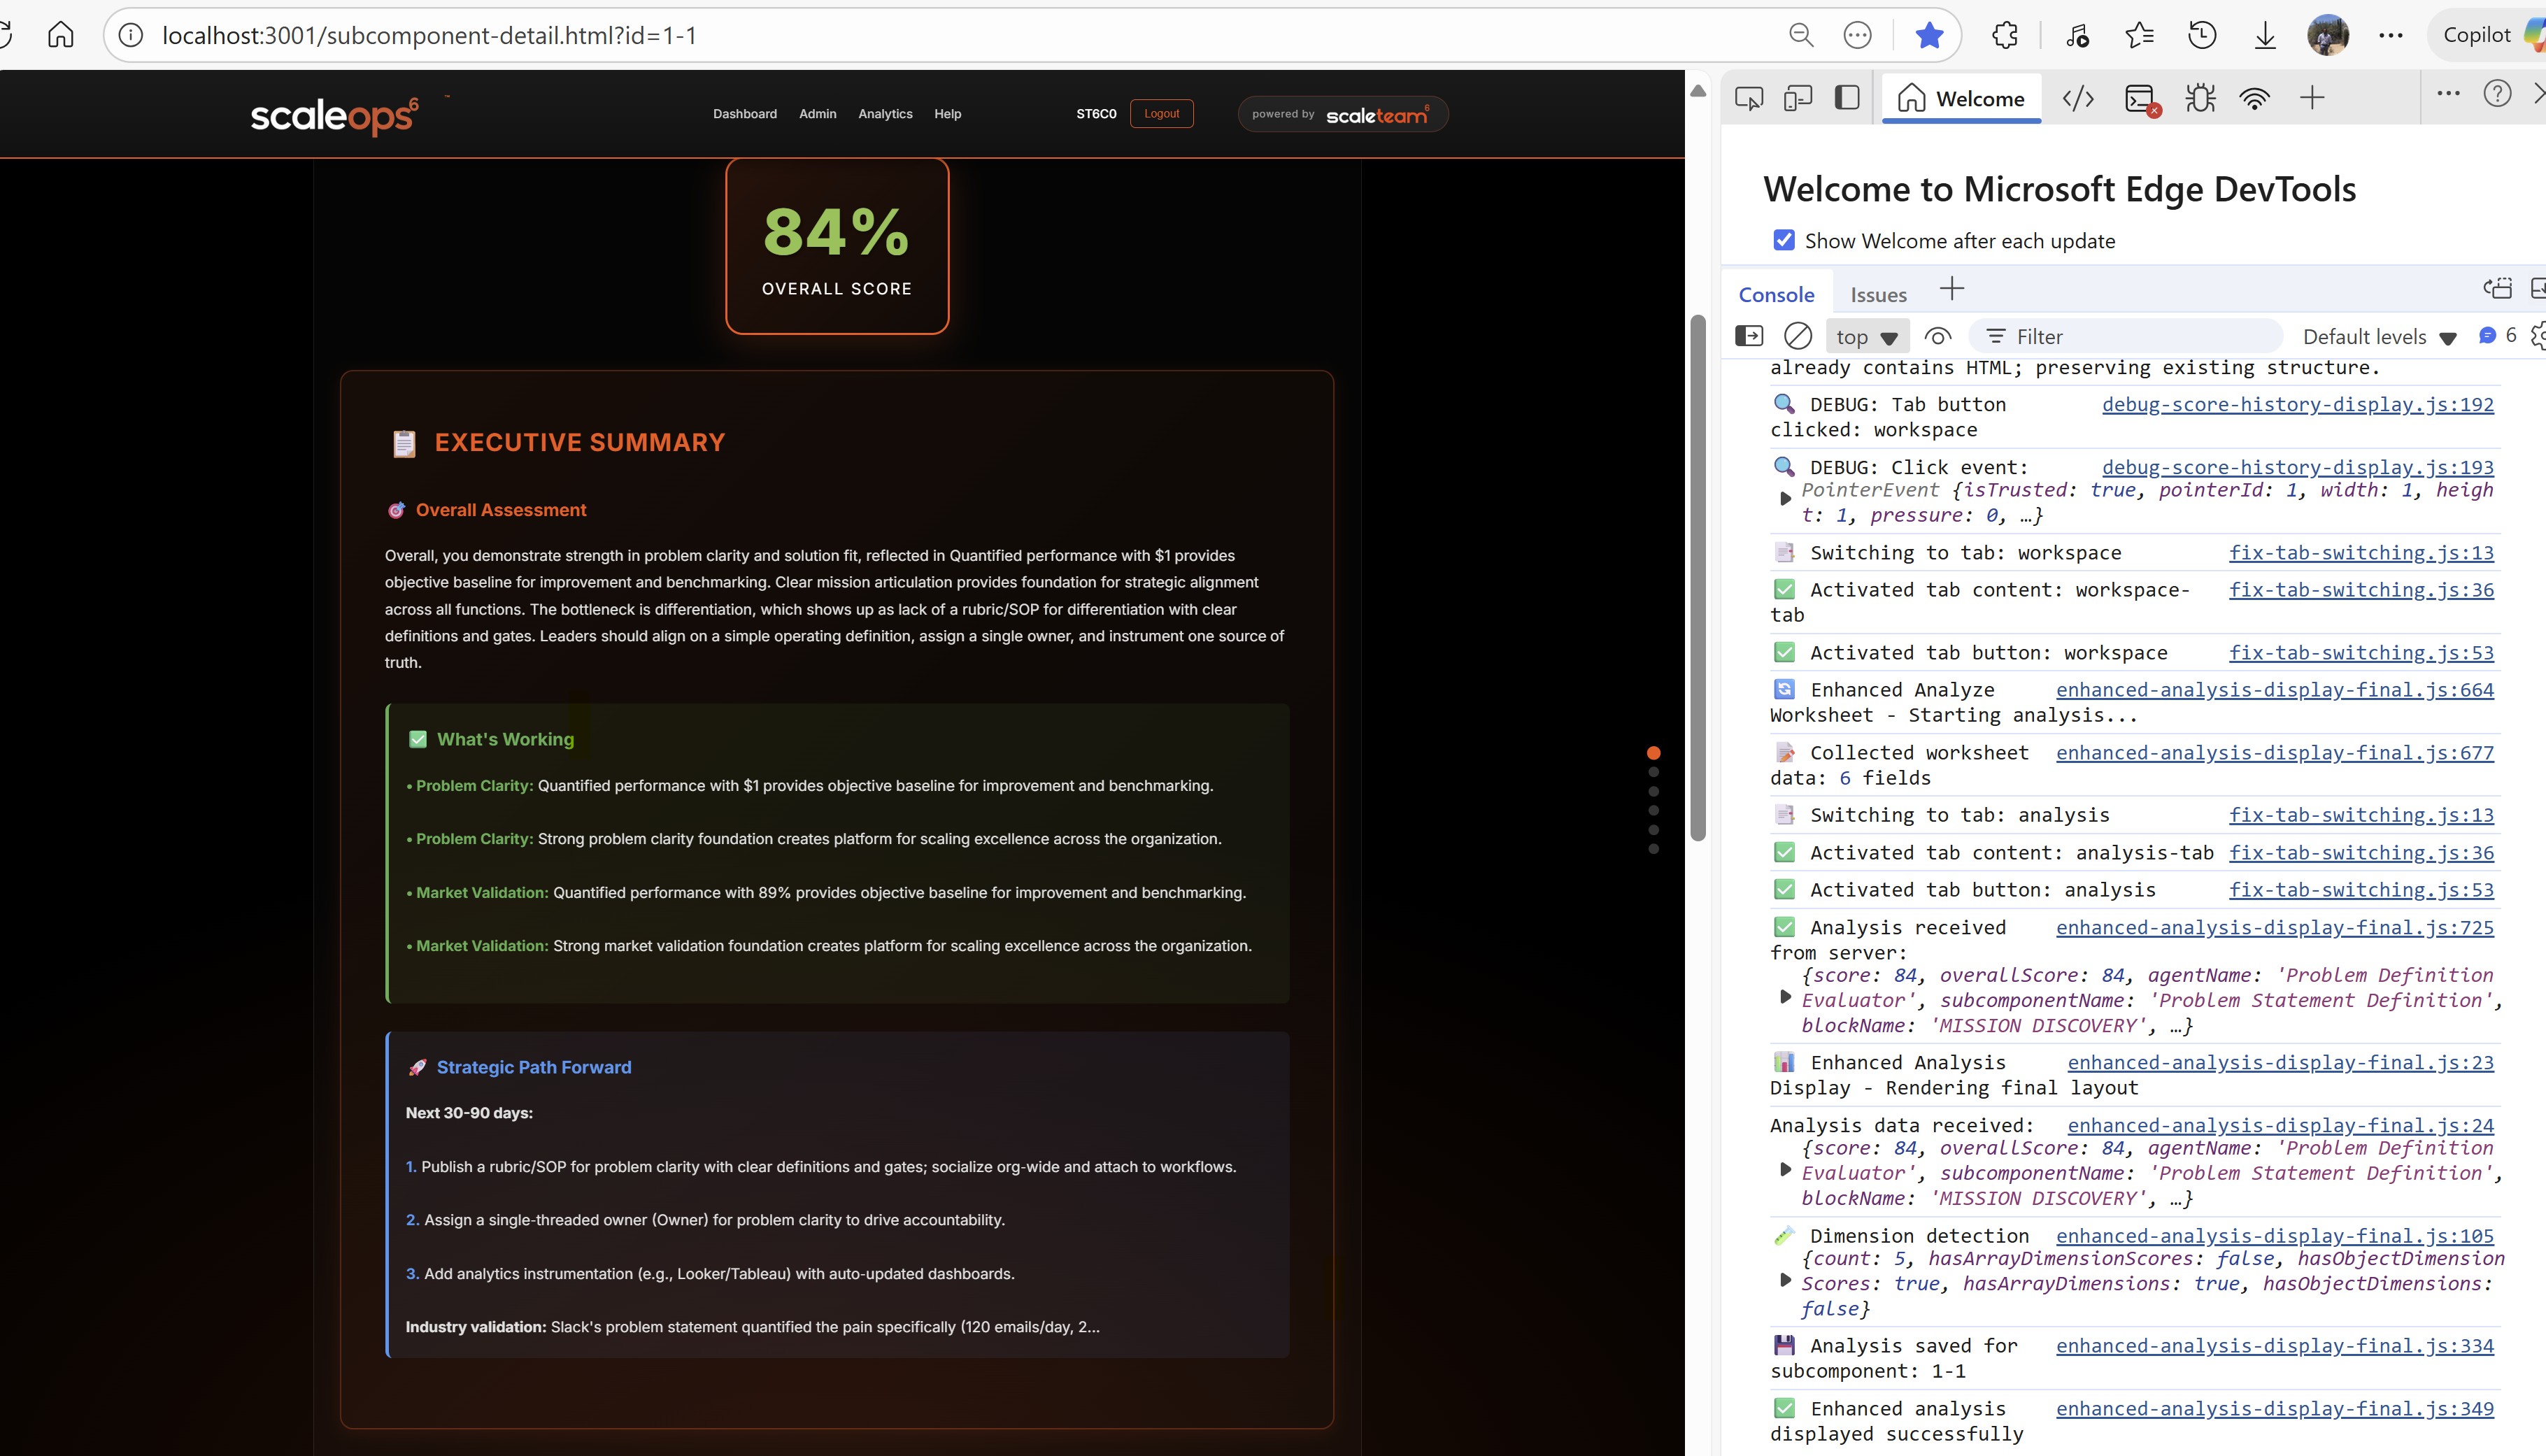 localhost:3001/subcomponent-detail.html?id=1-1
Copilot
scaleops6
Dashboard Admin Analytics Help
ST6C0 Logout
powered by scaleteam6
84%
OVERALL SCORE
EXECUTIVE SUMMARY
Overall Assessment
Overall, you demonstrate strength in problem clarity and solution fit, reflected in Quantified performance with $1 provides
objective baseline for improvement and benchmarking. Clear mission articulation provides foundation for strategic alignment
across all functions. The bottleneck is differentiation, which shows up as lack of a rubric/SOP for differentiation with clear
definitions and gates. Leaders should align on a simple operating definition, assign a single owner, and instrument one source of
truth.
What's Working
• Problem Clarity: Quantified performance with $1 provides objective baseline for improvement and benchmarking.
• Problem Clarity: Strong problem clarity foundation creates platform for scaling excellence across the organization.
• Market Validation: Quantified performance with 89% provides objective baseline for improvement and benchmarking.
• Market Validation: Strong market validation foundation creates platform for scaling excellence across the organization.
Strategic Path Forward
Next 30-90 days:
1. Publish a rubric/SOP for problem clarity with clear definitions and gates; socialize org-wide and attach to workflows.
2. Assign a single-threaded owner (Owner) for problem clarity to drive accountability.
3. Add analytics instrumentation (e.g., Looker/Tableau) with auto-updated dashboards.
Industry validation: Slack's problem statement quantified the pain specifically (120 emails/day, 2...
Welcome
Welcome to Microsoft Edge DevTools
Show Welcome after each update
Console Issues
top Filter Default levels 6
already contains HTML; preserving existing structure.
DEBUG: Tab button debug-score-history-display.js:192
clicked: workspace
DEBUG: Click event: debug-score-history-display.js:193
PointerEvent {isTrusted: true, pointerId: 1, width: 1, heigh
t: 1, pressure: 0, …}
Switching to tab: workspace fix-tab-switching.js:13
Activated tab content: workspace- fix-tab-switching.js:36
tab
Activated tab button: workspace fix-tab-switching.js:53
Enhanced Analyze enhanced-analysis-display-final.js:664
Worksheet - Starting analysis...
Collected worksheet enhanced-analysis-display-final.js:677
data: 6 fields
Switching to tab: analysis fix-tab-switching.js:13
Activated tab content: analysis-tab fix-tab-switching.js:36
Activated tab button: analysis fix-tab-switching.js:53
Analysis received enhanced-analysis-display-final.js:725
from server:
{score: 84, overallScore: 84, agentName: 'Problem Definition
Evaluator', subcomponentName: 'Problem Statement Definition',
blockName: 'MISSION DISCOVERY', …}
Enhanced Analysis enhanced-analysis-display-final.js:23
Display - Rendering final layout
Analysis data received: enhanced-analysis-display-final.js:24
{score: 84, overallScore: 84, agentName: 'Problem Definition
Evaluator', subcomponentName: 'Problem Statement Definition',
blockName: 'MISSION DISCOVERY', …}
Dimension detection enhanced-analysis-display-final.js:105
{count: 5, hasArrayDimensionScores: false, hasObjectDimension
Scores: true, hasArrayDimensions: true, hasObjectDimensions:
false}
Analysis saved for enhanced-analysis-display-final.js:334
subcomponent: 1-1
Enhanced analysis enhanced-analysis-display-final.js:349
displayed successfully